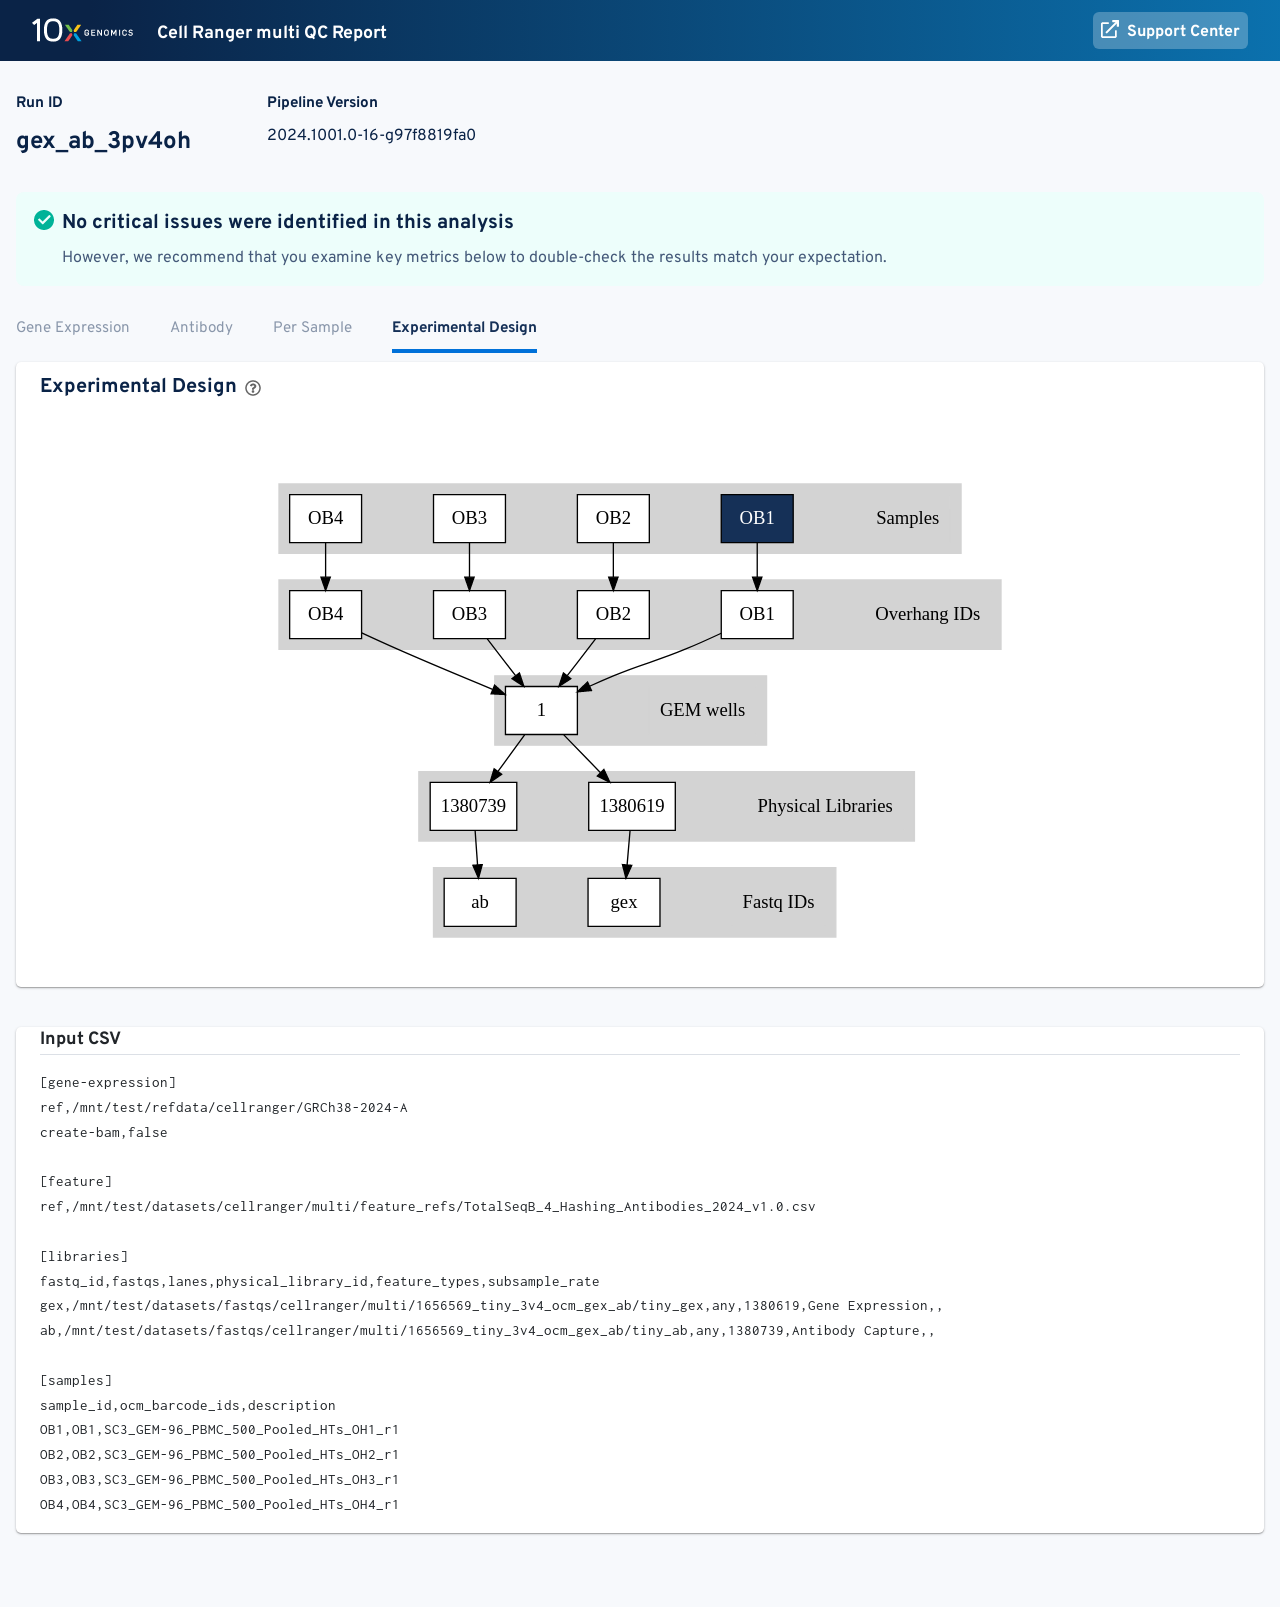 10X GENOMICS Cell Ranger multi QC Report Support Center
Run ID Pipeline Version
gex_ab_3pv4oh 2024.1001.0-16-g97f8819fa0
No critical issues were identified in this analysis
However, we recommend that you examine key metrics below to double-check the results match your expectation.
Gene Expression Antibody Per Sample Experimental Design
Experimental Design ?
OB4 OB3 OB2 OB1 Samples
OB4 OB3 OB2 OB1 Overhang IDs
1 GEM wells
1380739 1380619 Physical Libraries
ab gex Fastq IDs
Input CSV
[gene-expression]
ref,/mnt/test/refdata/cellranger/GRCh38-2024-A
create-bam,false
[feature]
ref,/mnt/test/datasets/cellranger/multi/feature_refs/TotalSeqB_4_Hashing_Antibodies_2024_v1.0.csv
[libraries]
fastq_id,fastqs,lanes,physical_library_id,feature_types,subsample_rate
gex,/mnt/test/datasets/fastqs/cellranger/multi/1656569_tiny_3v4_ocm_gex_ab/tiny_gex,any,1380619,Gene Expression,,
ab,/mnt/test/datasets/fastqs/cellranger/multi/1656569_tiny_3v4_ocm_gex_ab/tiny_ab,any,1380739,Antibody Capture,,
[samples]
sample_id,ocm_barcode_ids,description
OB1,OB1,SC3_GEM-96_PBMC_500_Pooled_HTs_OH1_r1
OB2,OB2,SC3_GEM-96_PBMC_500_Pooled_HTs_OH2_r1
OB3,OB3,SC3_GEM-96_PBMC_500_Pooled_HTs_OH3_r1
OB4,OB4,SC3_GEM-96_PBMC_500_Pooled_HTs_OH4_r1